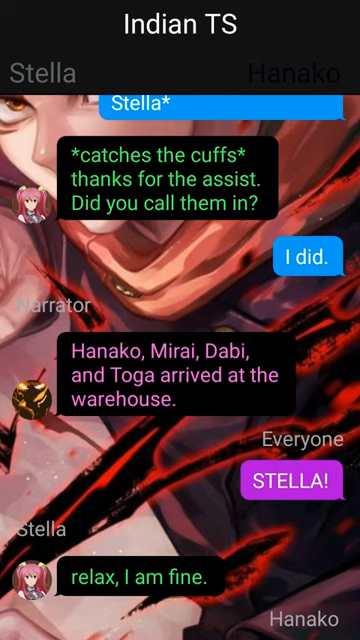 Indian TS
Stella
Hanako
Stella*
*catches the cuffs*
thanks for the assist.
Did you call them in?
I did.
Narrator
Hanako, Mirai, Dabi,
and Toga arrived at the
warehouse.
Everyone
STELLA!
Stella
relax, I am fine.
Hanako